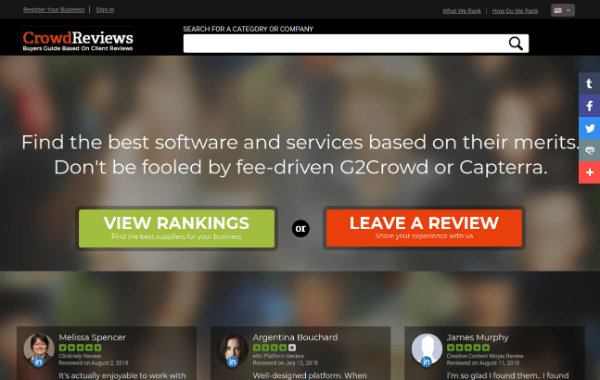 Register Your Business | Sign In
What We Rank | How Do We Rank
CrowdReviews
Buyers Guide Based On Client Reviews
SEARCH FOR A CATEGORY OR COMPANY
Find the best software and services based on their merits.
Don't be fooled by fee-driven G2Crowd or Capterra.
VIEW RANKINGS
Find the best suppliers for your business
or
LEAVE A REVIEW
Share your experience with us
Melissa Spencer
Clickinely Review
Reviewed on August 2, 2018
It's actually enjoyable to work with
Argentina Bouchard
eXo Platform Review
Reviewed on July 13, 2018
Well-designed platform. When
James Murphy
Creative Content Ninjas Review
Reviewed on August 11, 2018
I'm so glad I found them.. I found